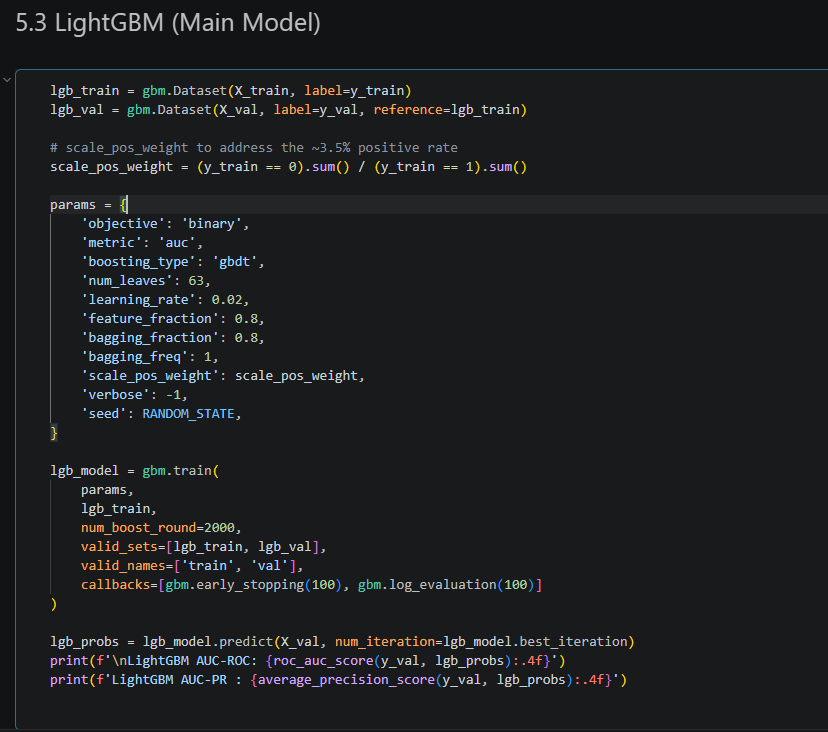 5.3 LightGBM (Main Model)
lgb_train = gbm.Dataset(X_train, label=y_train)
lgb_val = gbm.Dataset(X_val, label=y_val, reference=lgb_train)
# scale_pos_weight to address the ~3.5% positive rate
scale_pos_weight = (y_train == 0).sum() / (y_train == 1).sum()
params = {
    'objective': 'binary',
    'metric': 'auc',
    'boosting_type': 'gbdt',
    'num_leaves': 63,
    'learning_rate': 0.02,
    'feature_fraction': 0.8,
    'bagging_fraction': 0.8,
    'bagging_freq': 1,
    'scale_pos_weight': scale_pos_weight,
    'verbose': -1,
    'seed': RANDOM_STATE,
}
lgb_model = gbm.train(
    params,
    lgb_train,
    num_boost_round=2000,
    valid_sets=[lgb_train, lgb_val],
    valid_names=['train', 'val'],
    callbacks=[gbm.early_stopping(100), gbm.log_evaluation(100)]
)
lgb_probs = lgb_model.predict(X_val, num_iteration=lgb_model.best_iteration)
print(f'\nLightGBM AUC-ROC: {roc_auc_score(y_val, lgb_probs):.4f}')
print(f'LightGBM AUC-PR : {average_precision_score(y_val, lgb_probs):.4f}')